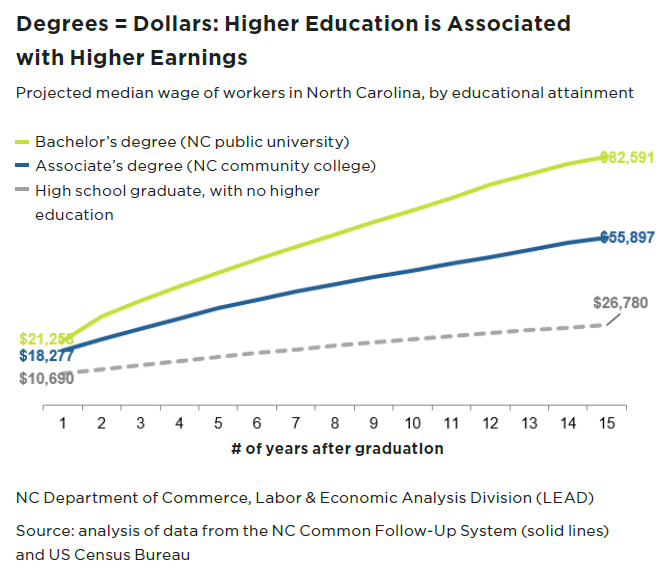 Degrees = Dollars: Higher Education is Associated
with Higher Earnings
Projected median wage of workers in North Carolina, by educational attainment
Bachelor's degree (NC public university)
Associate's degree (NC community college)
High school graduate, with no higher
education
$82,591
$55,897
$26,780
$18,277
$10,690
1 2 3 4 5 6 7 8 9 10 11 12 13 14 15
# of years after graduation
NC Department of Commerce, Labor & Economic Analysis Division (LEAD)
Source: analysis of data from the NC Common Follow-Up System (solid lines)
and US Census Bureau